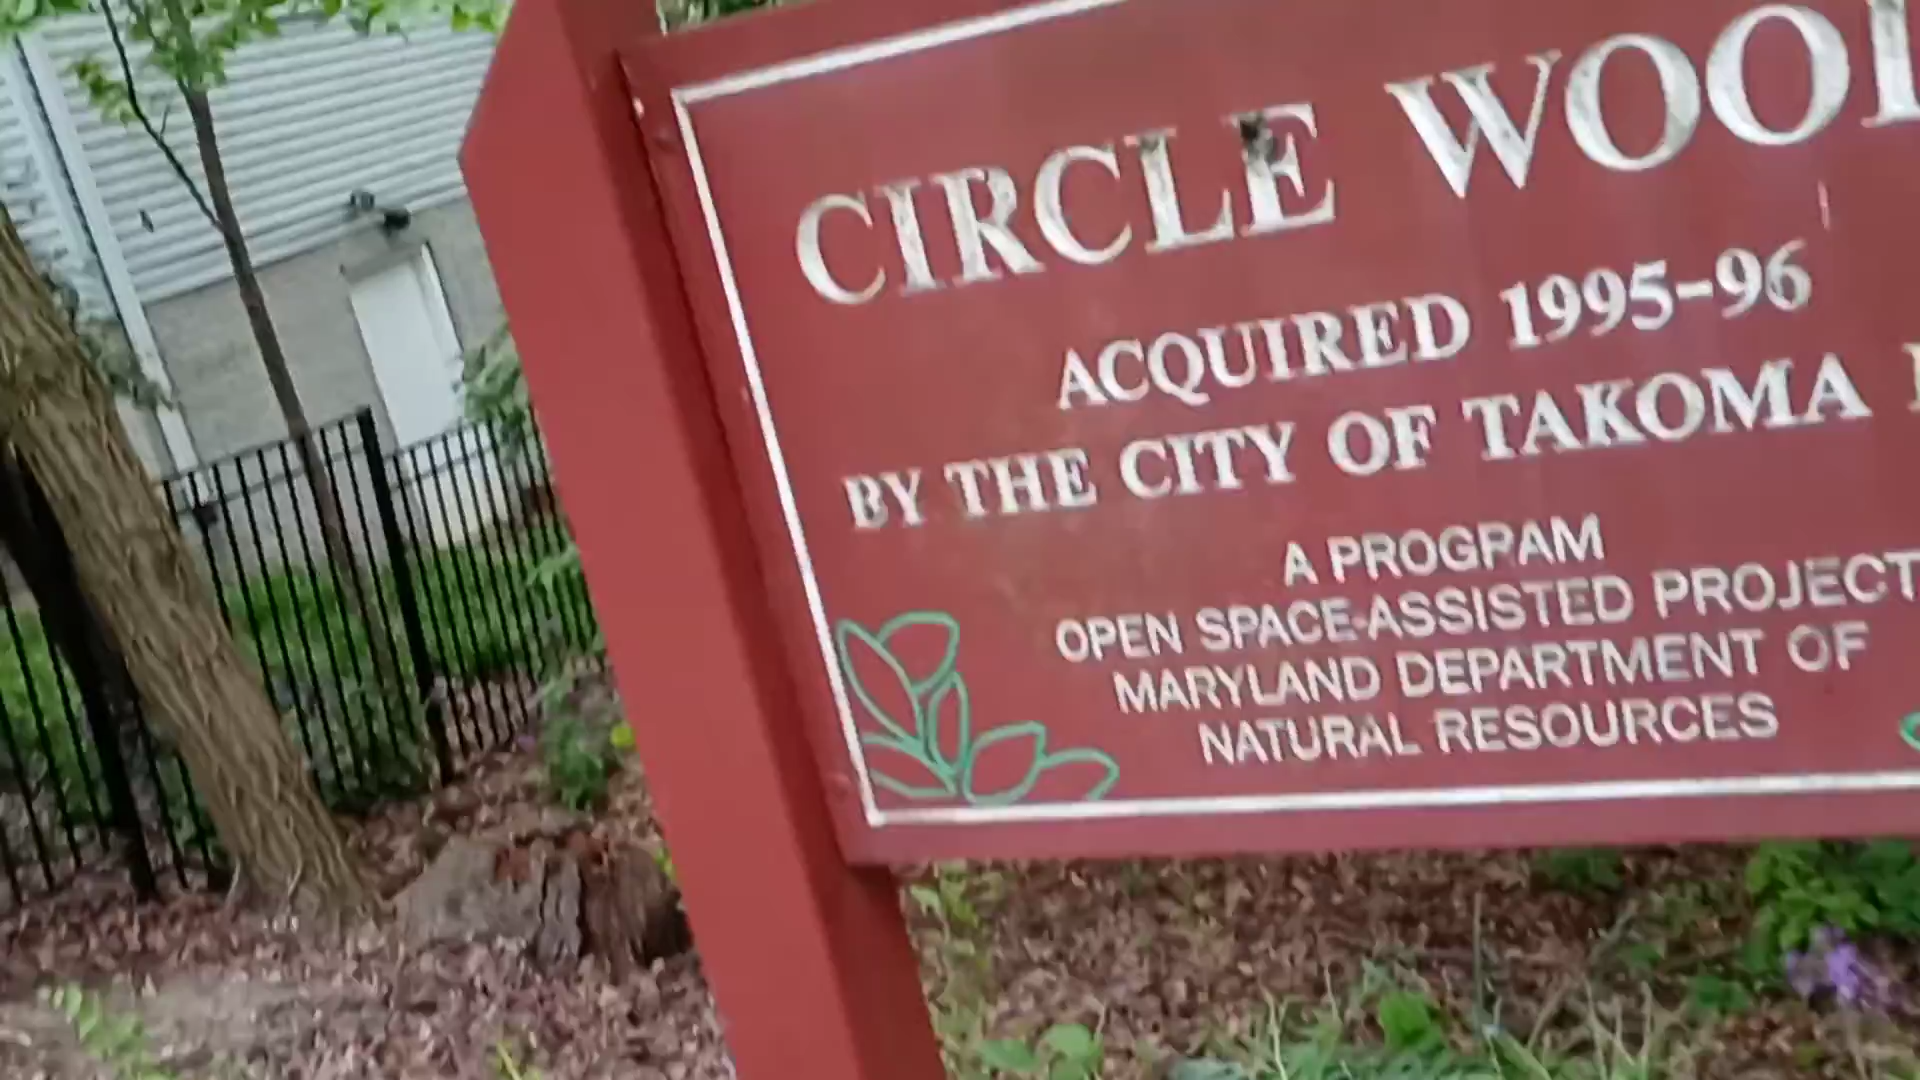 CIRCLE WOOD
ACQUIRED 1995-96
BY THE CITY OF TAKOMA
A PROGRAM
OPEN SPACE-ASSISTED PROJECT
MARYLAND DEPARTMENT OF
NATURAL RESOURCES